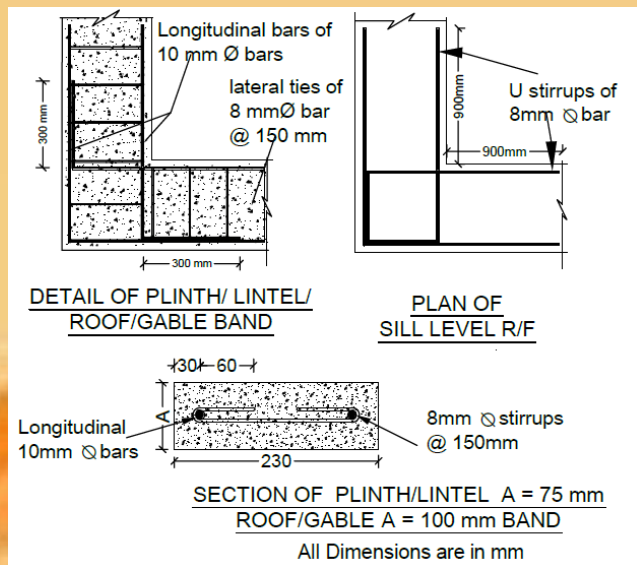 Longitudinal bars of
10 mm Ø bars
lateral ties of
8 mmØ bar
@ 150 mm
300 mm
300 mm
DETAIL OF PLINTH/ LINTEL/
ROOF/GABLE BAND
900mm
900mm
U stirrups of
8mm Ø bar
PLAN OF
SILL LEVEL R/F
30
60
A
230
Longitudinal
10mm Ø bars
8mm Ø stirrups
@ 150mm
SECTION OF PLINTH/LINTEL A = 75 mm
ROOF/GABLE A = 100 mm BAND
All Dimensions are in mm